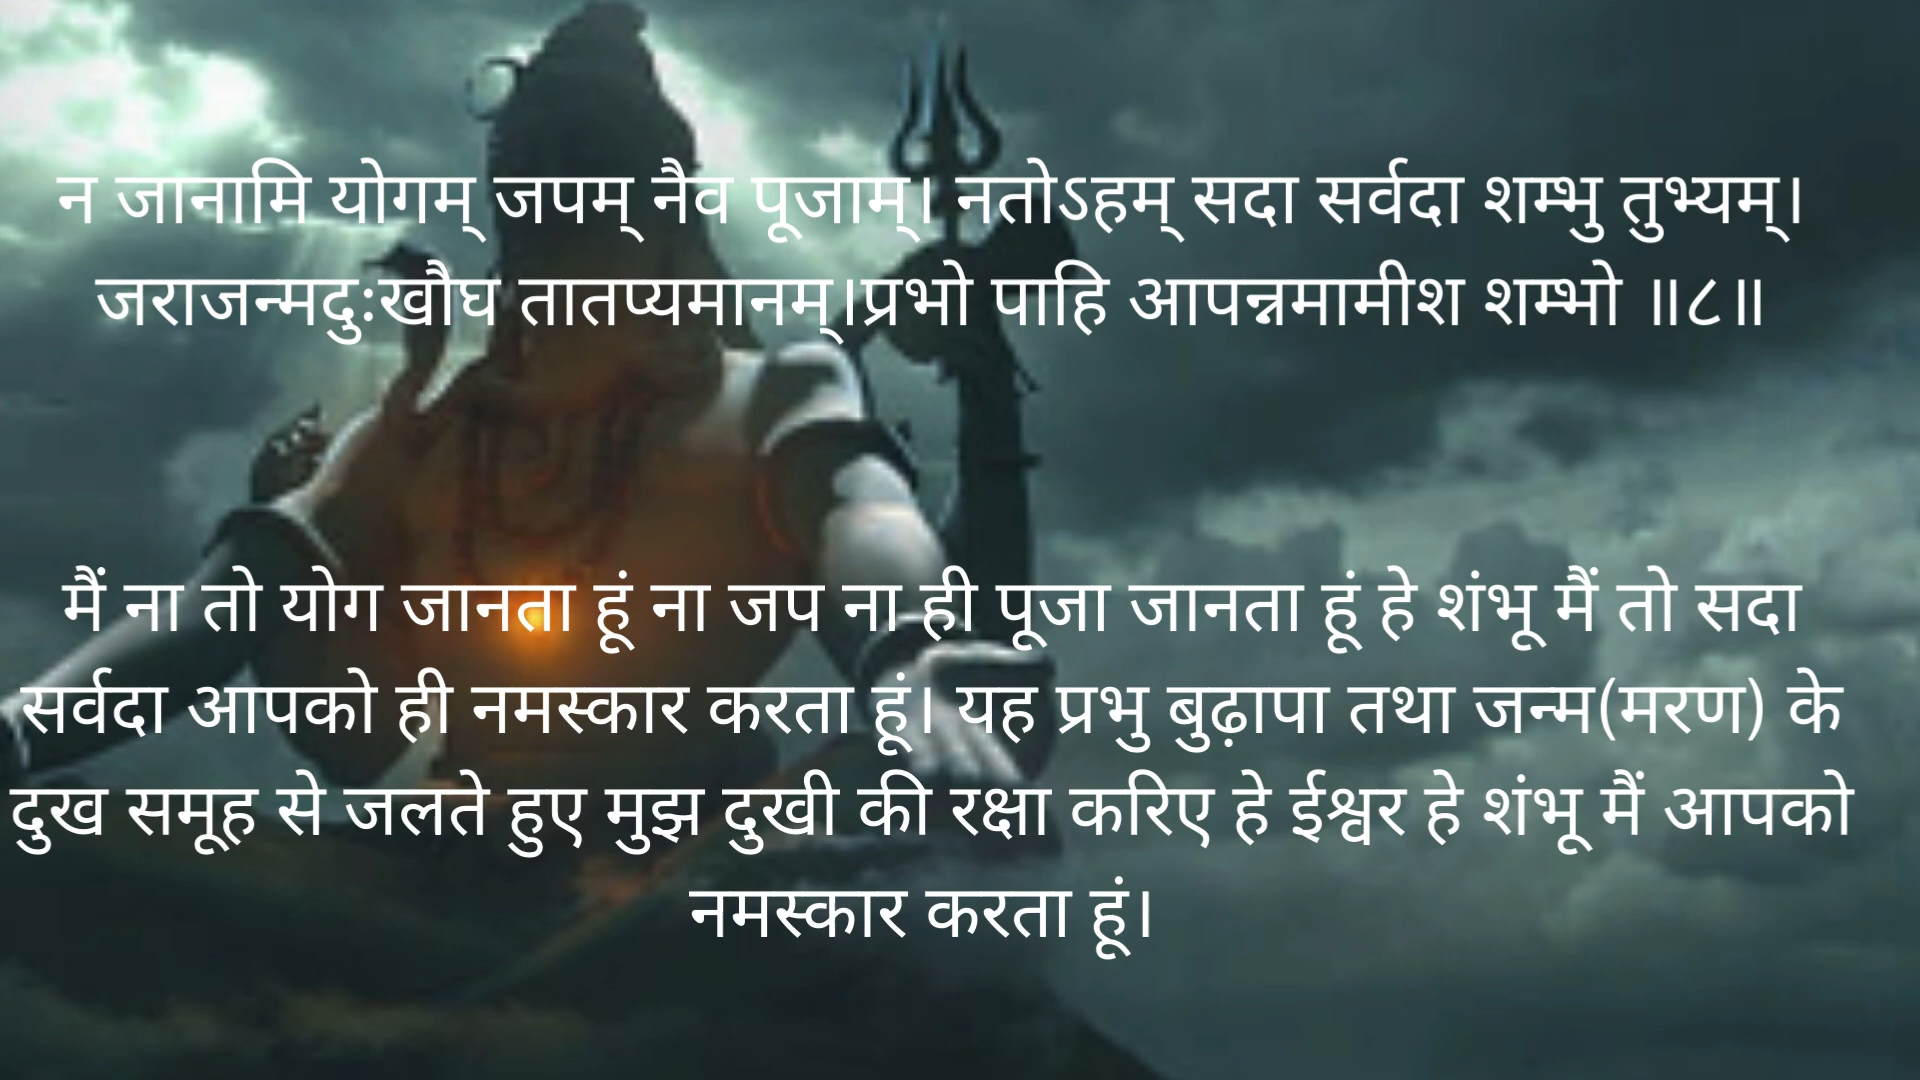 न जानामि योगम् जपम् नैव पूजाम्। नतोऽहम् सदा सर्वदा शम्भु तुभ्यम्।
जराजन्मदुःखौघ तातप्यमानम्।प्रभो पाहि आपन्नमामीश शम्भो ॥८॥
मैं ना तो योग जानता हूं ना जप ना ही पूजा जानता हूं हे शंभू मैं तो सदा
सर्वदा आपको ही नमस्कार करता हूं। यह प्रभु बुढ़ापा तथा जन्म(मरण) के
दुख समूह से जलते हुए मुझ दुखी की रक्षा करिए हे ईश्वर हे शंभू मैं आपको
नमस्कार करता हूं।